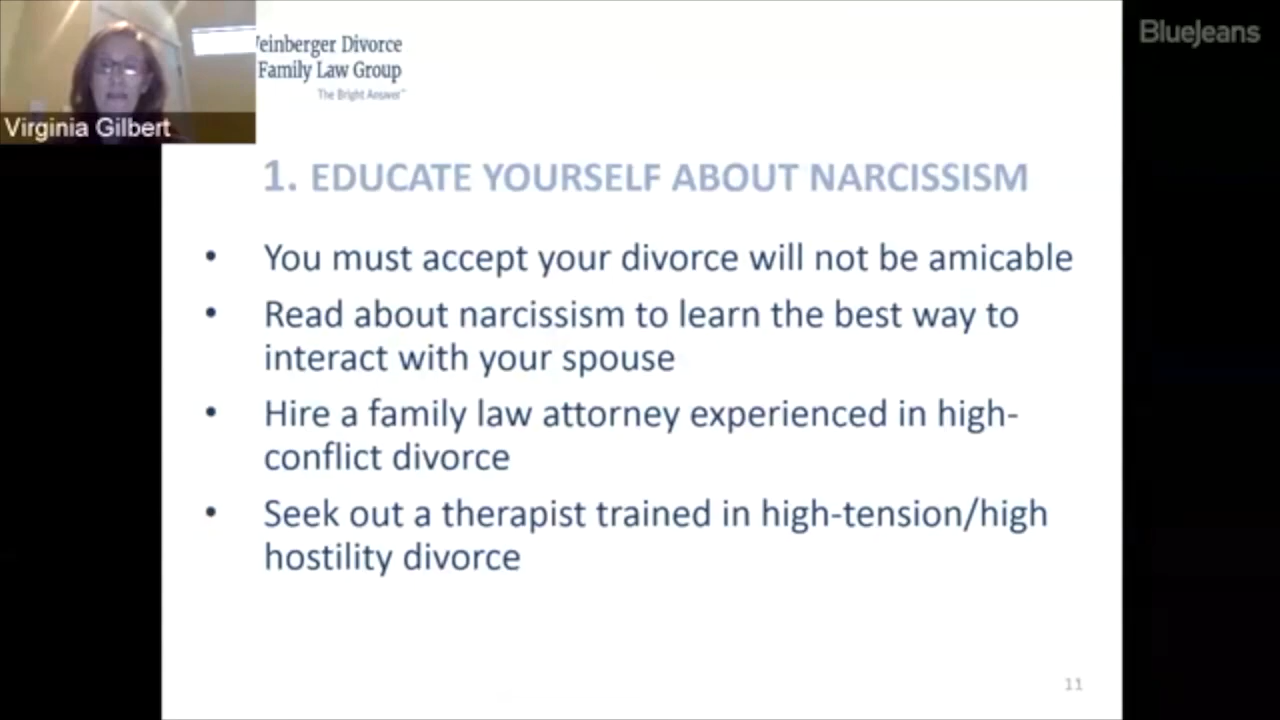 BlueJeans
Divorce
Family Law Group
The Bright Answer
Virginia Gilbert
1. EDUCATE YOURSELF ABOUT NARCISSISM
• You must accept your divorce will not be amicable
• Read about narcissism to learn the best way to
interact with your spouse
• Hire a family law attorney experienced in high-
conflict divorce
• Seek out a therapist trained in high-tension/high
hostility divorce
11